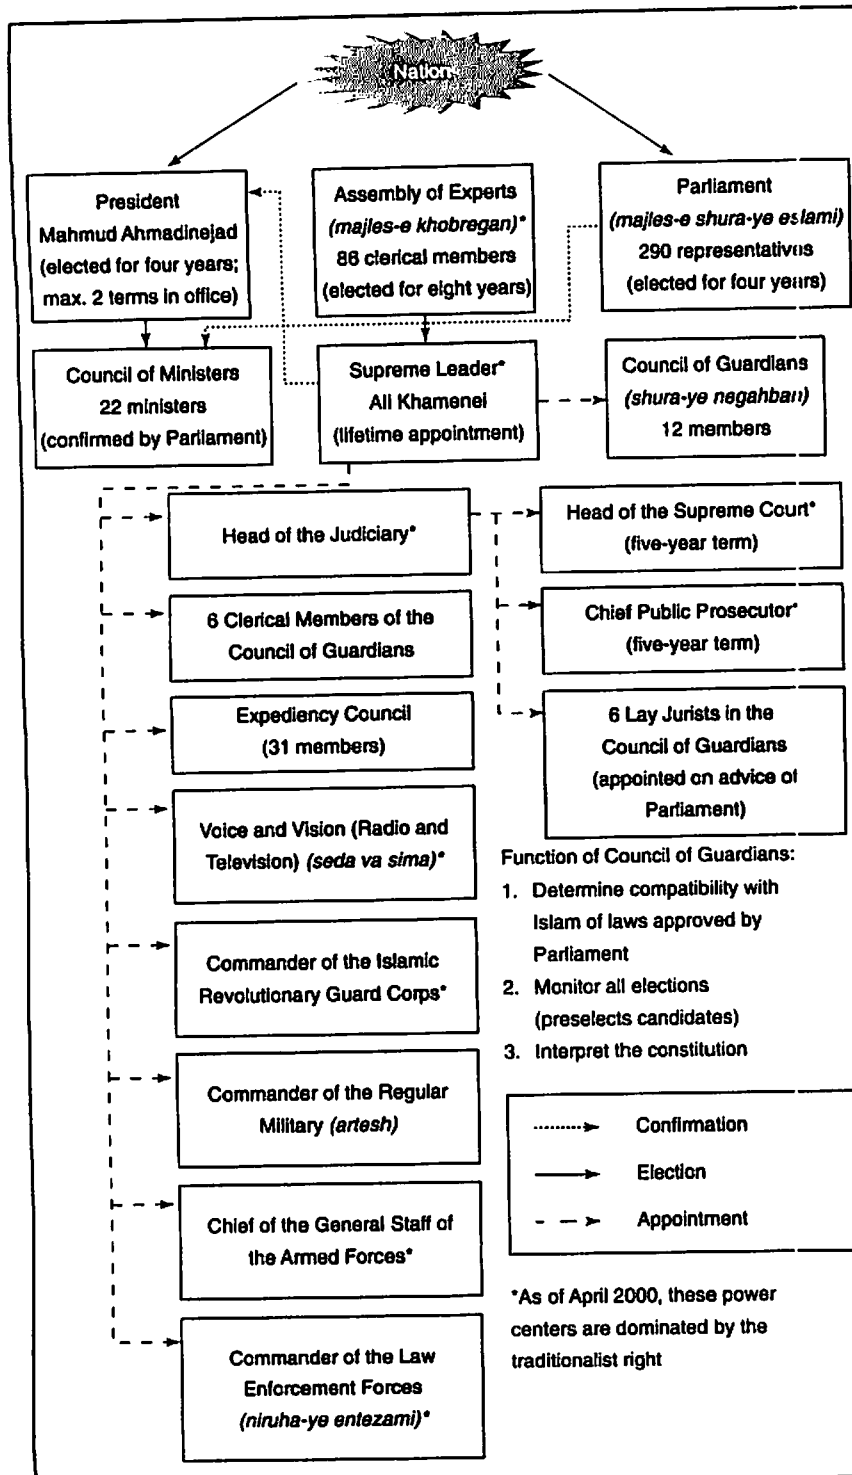 Nation
President
Mahmud Ahmadinejad
(elected for four years;
max. 2 terms in office)
Assembly of Experts
(majles-e khobregan)*
86 clerical members
(elected for eight years)
Parliament
(majles-e shura-ye eslami)
290 representatives
(elected for four years)
Council of Ministers
22 ministers
(confirmed by Parliament)
Supreme Leader*
Ali Khamenei
(lifetime appointment)
Council of Guardians
(shura-ye negahban)
12 members
Head of the Judiciary*
6 Clerical Members of the
Council of Guardians
Expediency Council
(31 members)
Voice and Vision (Radio and
Television) (seda va sima)*
Commander of the Islamic
Revolutionary Guard Corps*
Commander of the Regular
Military (artesh)
Chief of the General Staff of
the Armed Forces*
Commander of the Law
Enforcement Forces
(niruha-ye entezami)*
Head of the Supreme Court*
(five-year term)
Chief Public Prosecutor*
(five-year term)
6 Lay Jurists in the
Council of Guardians
(appointed on advice of
Parliament)
Function of Council of Guardians:
1. Determine compatibility with
Islam of laws approved by
Parliament
2. Monitor all elections
(preselects candidates)
3. Interpret the constitution
Confirmation
Election
Appointment
*As of April 2000, these power
centers are dominated by the
traditionalist right